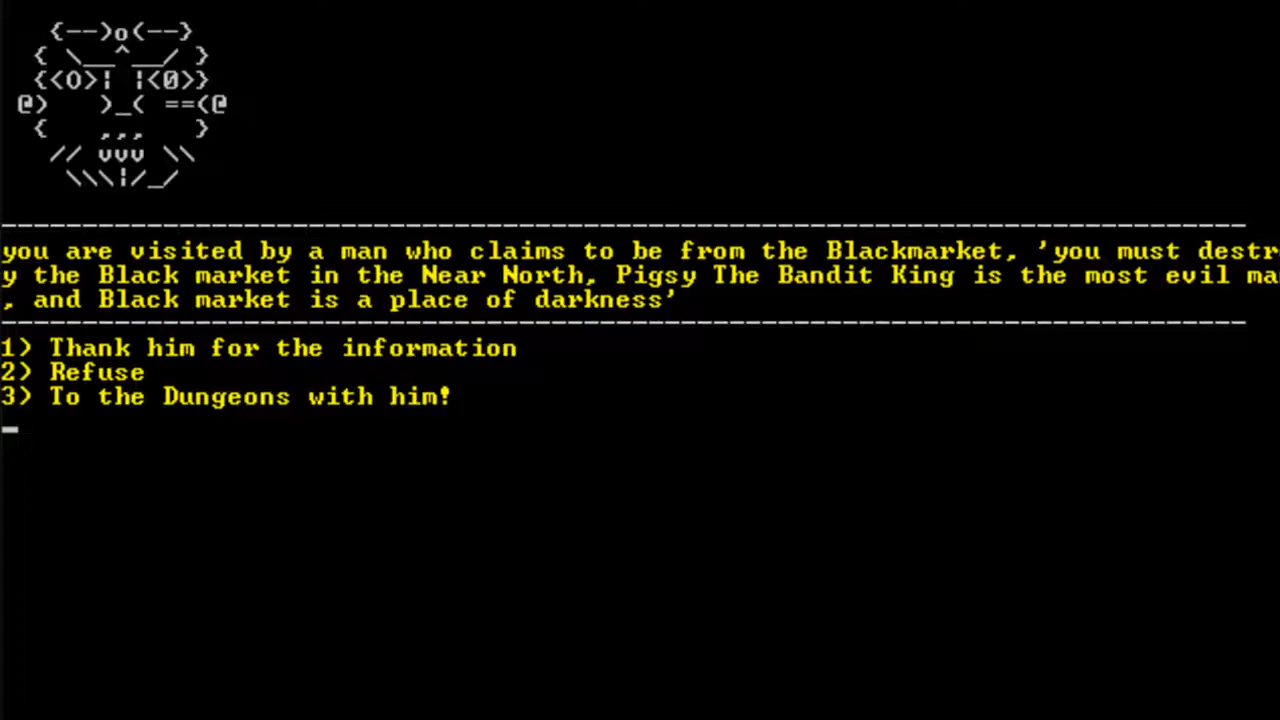 you are visited by a man who claims to be from the Blackmarket, 'you must destr
y the Black market in the Near North, Pigsy The Bandit King is the most evil ma
, and Black market is a place of darkness'
1) Thank him for the information
2) Refuse
3) To the Dungeons with him!